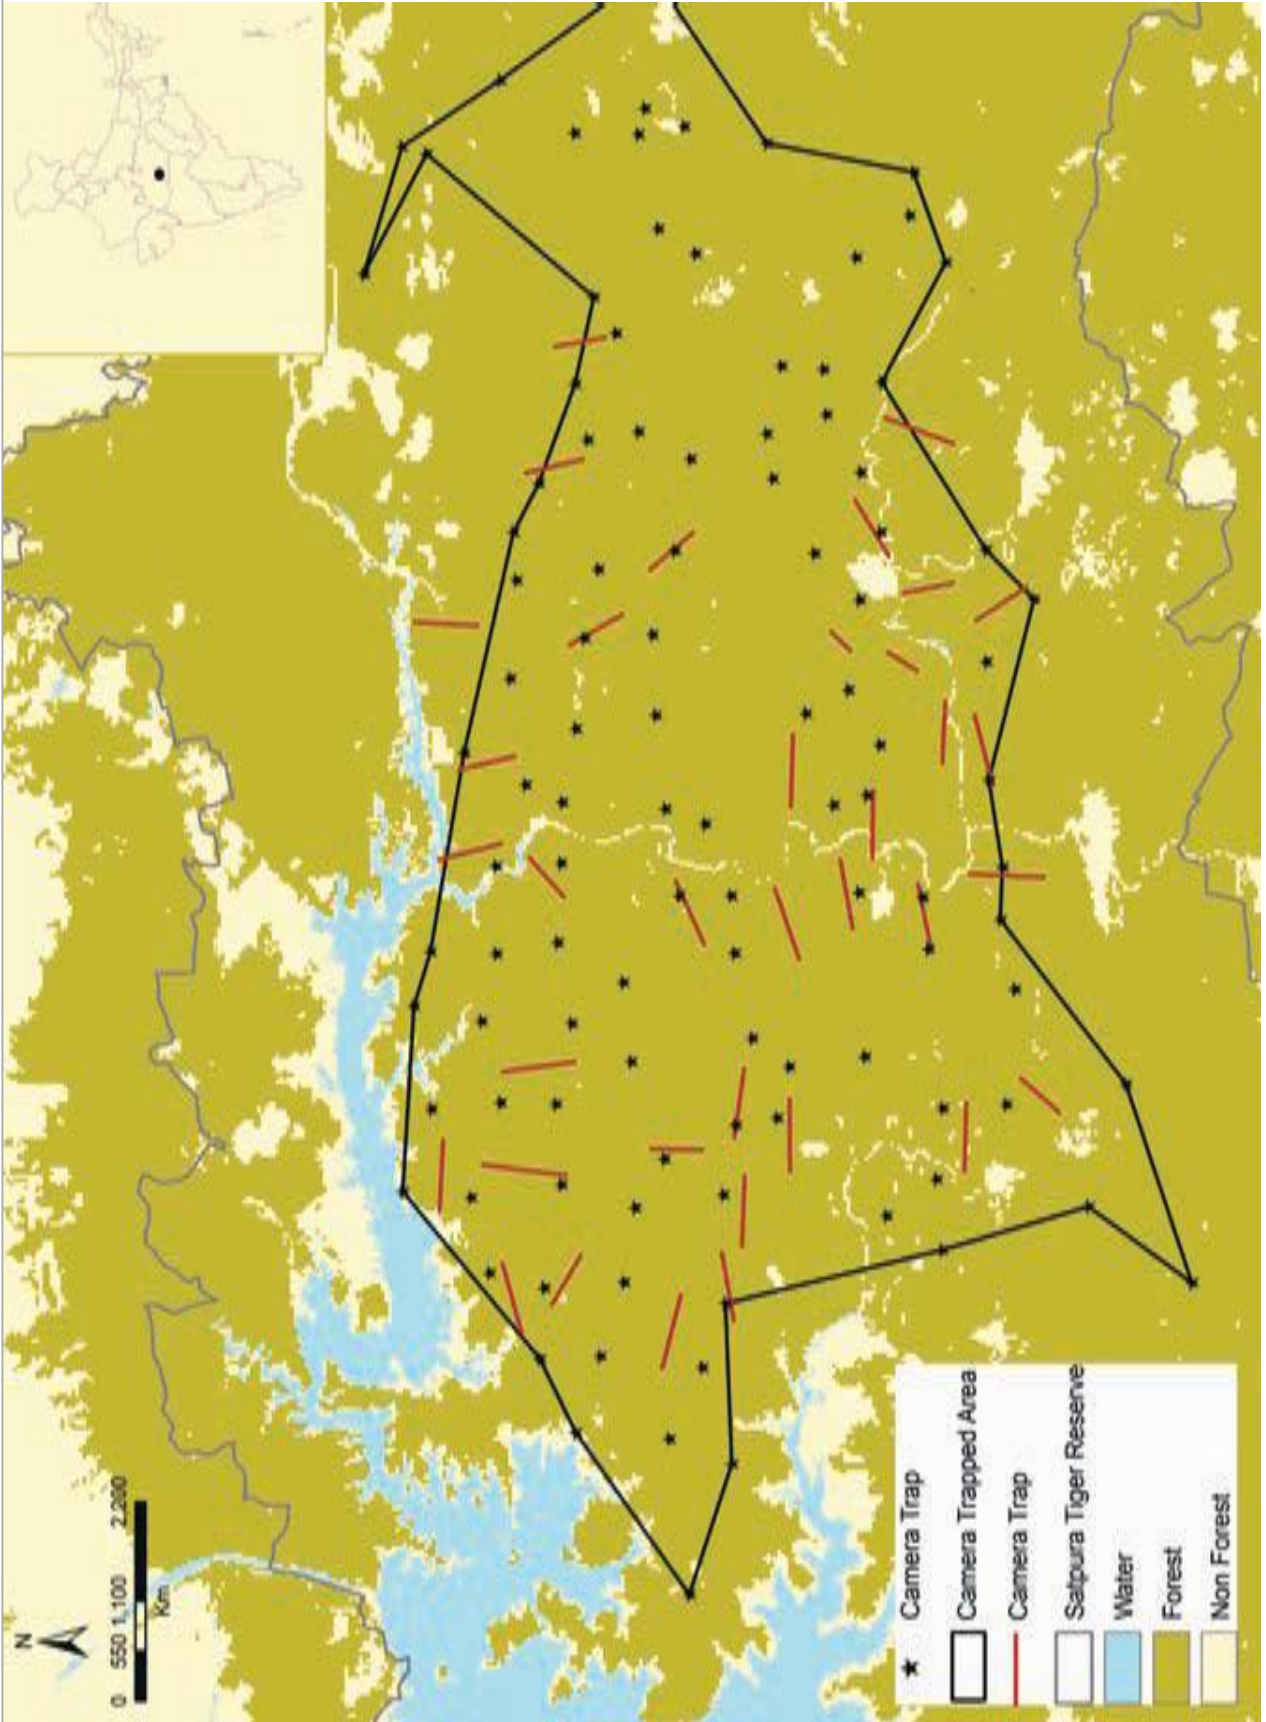 N
0 550 1,100 2,200
Km
Camera Trap
Camera Trapped Area
Camera Trap
Satpura Tiger Reserve
Water
Forest
Non Forest